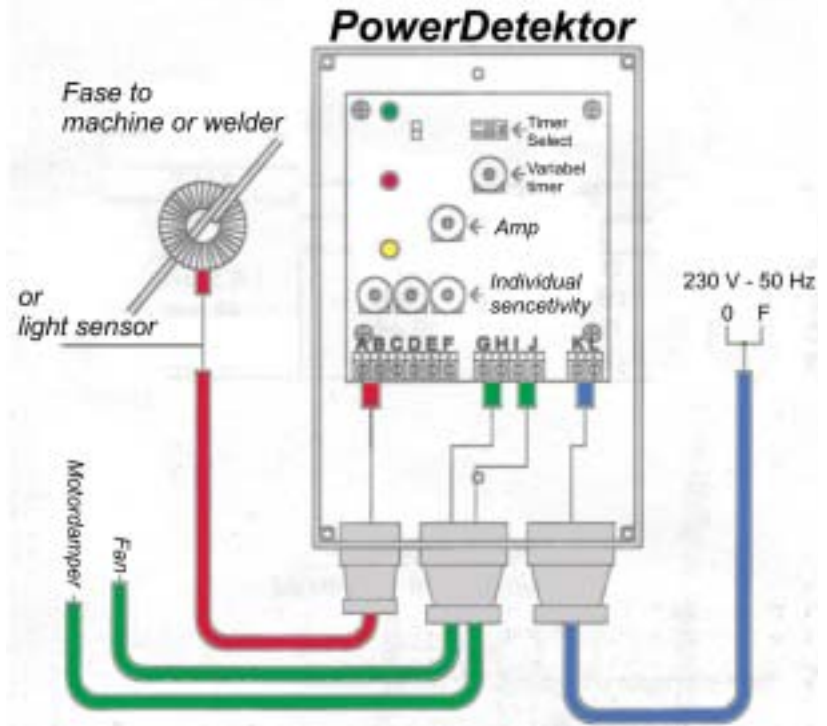 PowerDetektor
Fase to
machine or welder
Timer
Select
Variabel
timer
Amp
Individual
sencetivity
or
light sensor
230 V - 50 Hz
0 F
A B C D E F G H I J K L
Motordamper
Fan